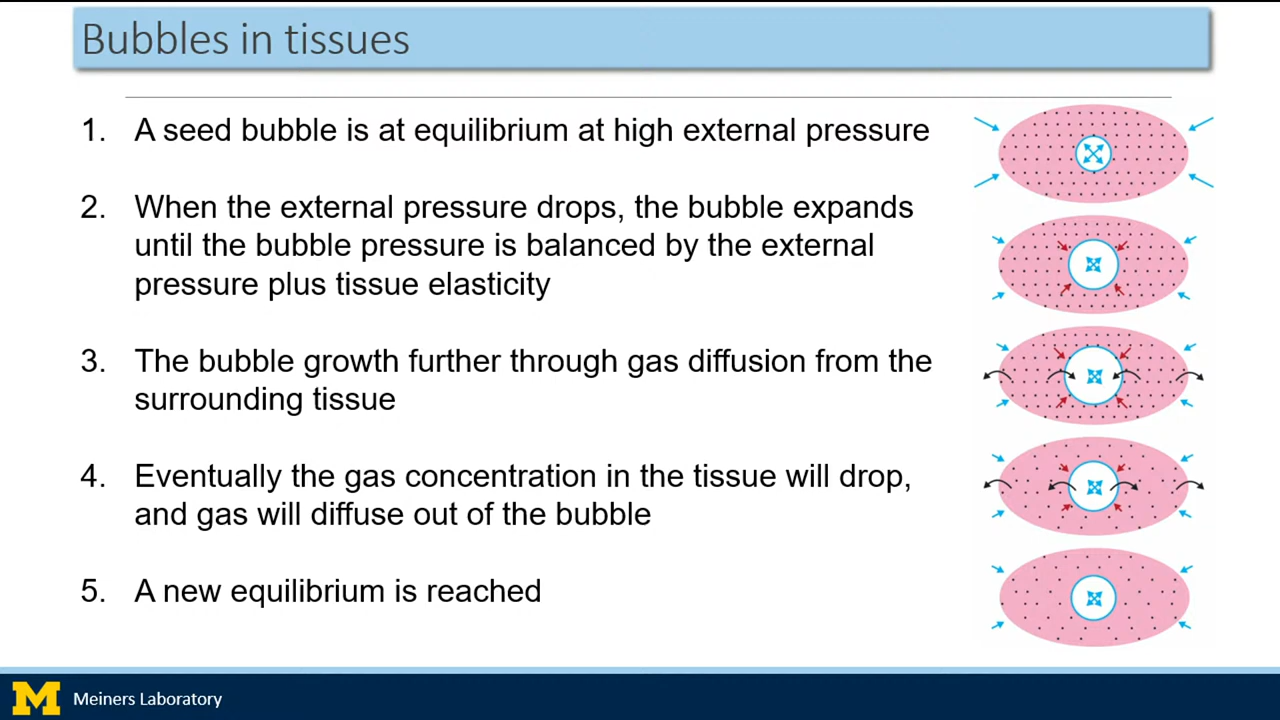 Bubbles in tissues
1. A seed bubble is at equilibrium at high external pressure
2. When the external pressure drops, the bubble expands
until the bubble pressure is balanced by the external
pressure plus tissue elasticity
3. The bubble growth further through gas diffusion from the
surrounding tissue
4. Eventually the gas concentration in the tissue will drop,
and gas will diffuse out of the bubble
5. A new equilibrium is reached
M Meiners Laboratory